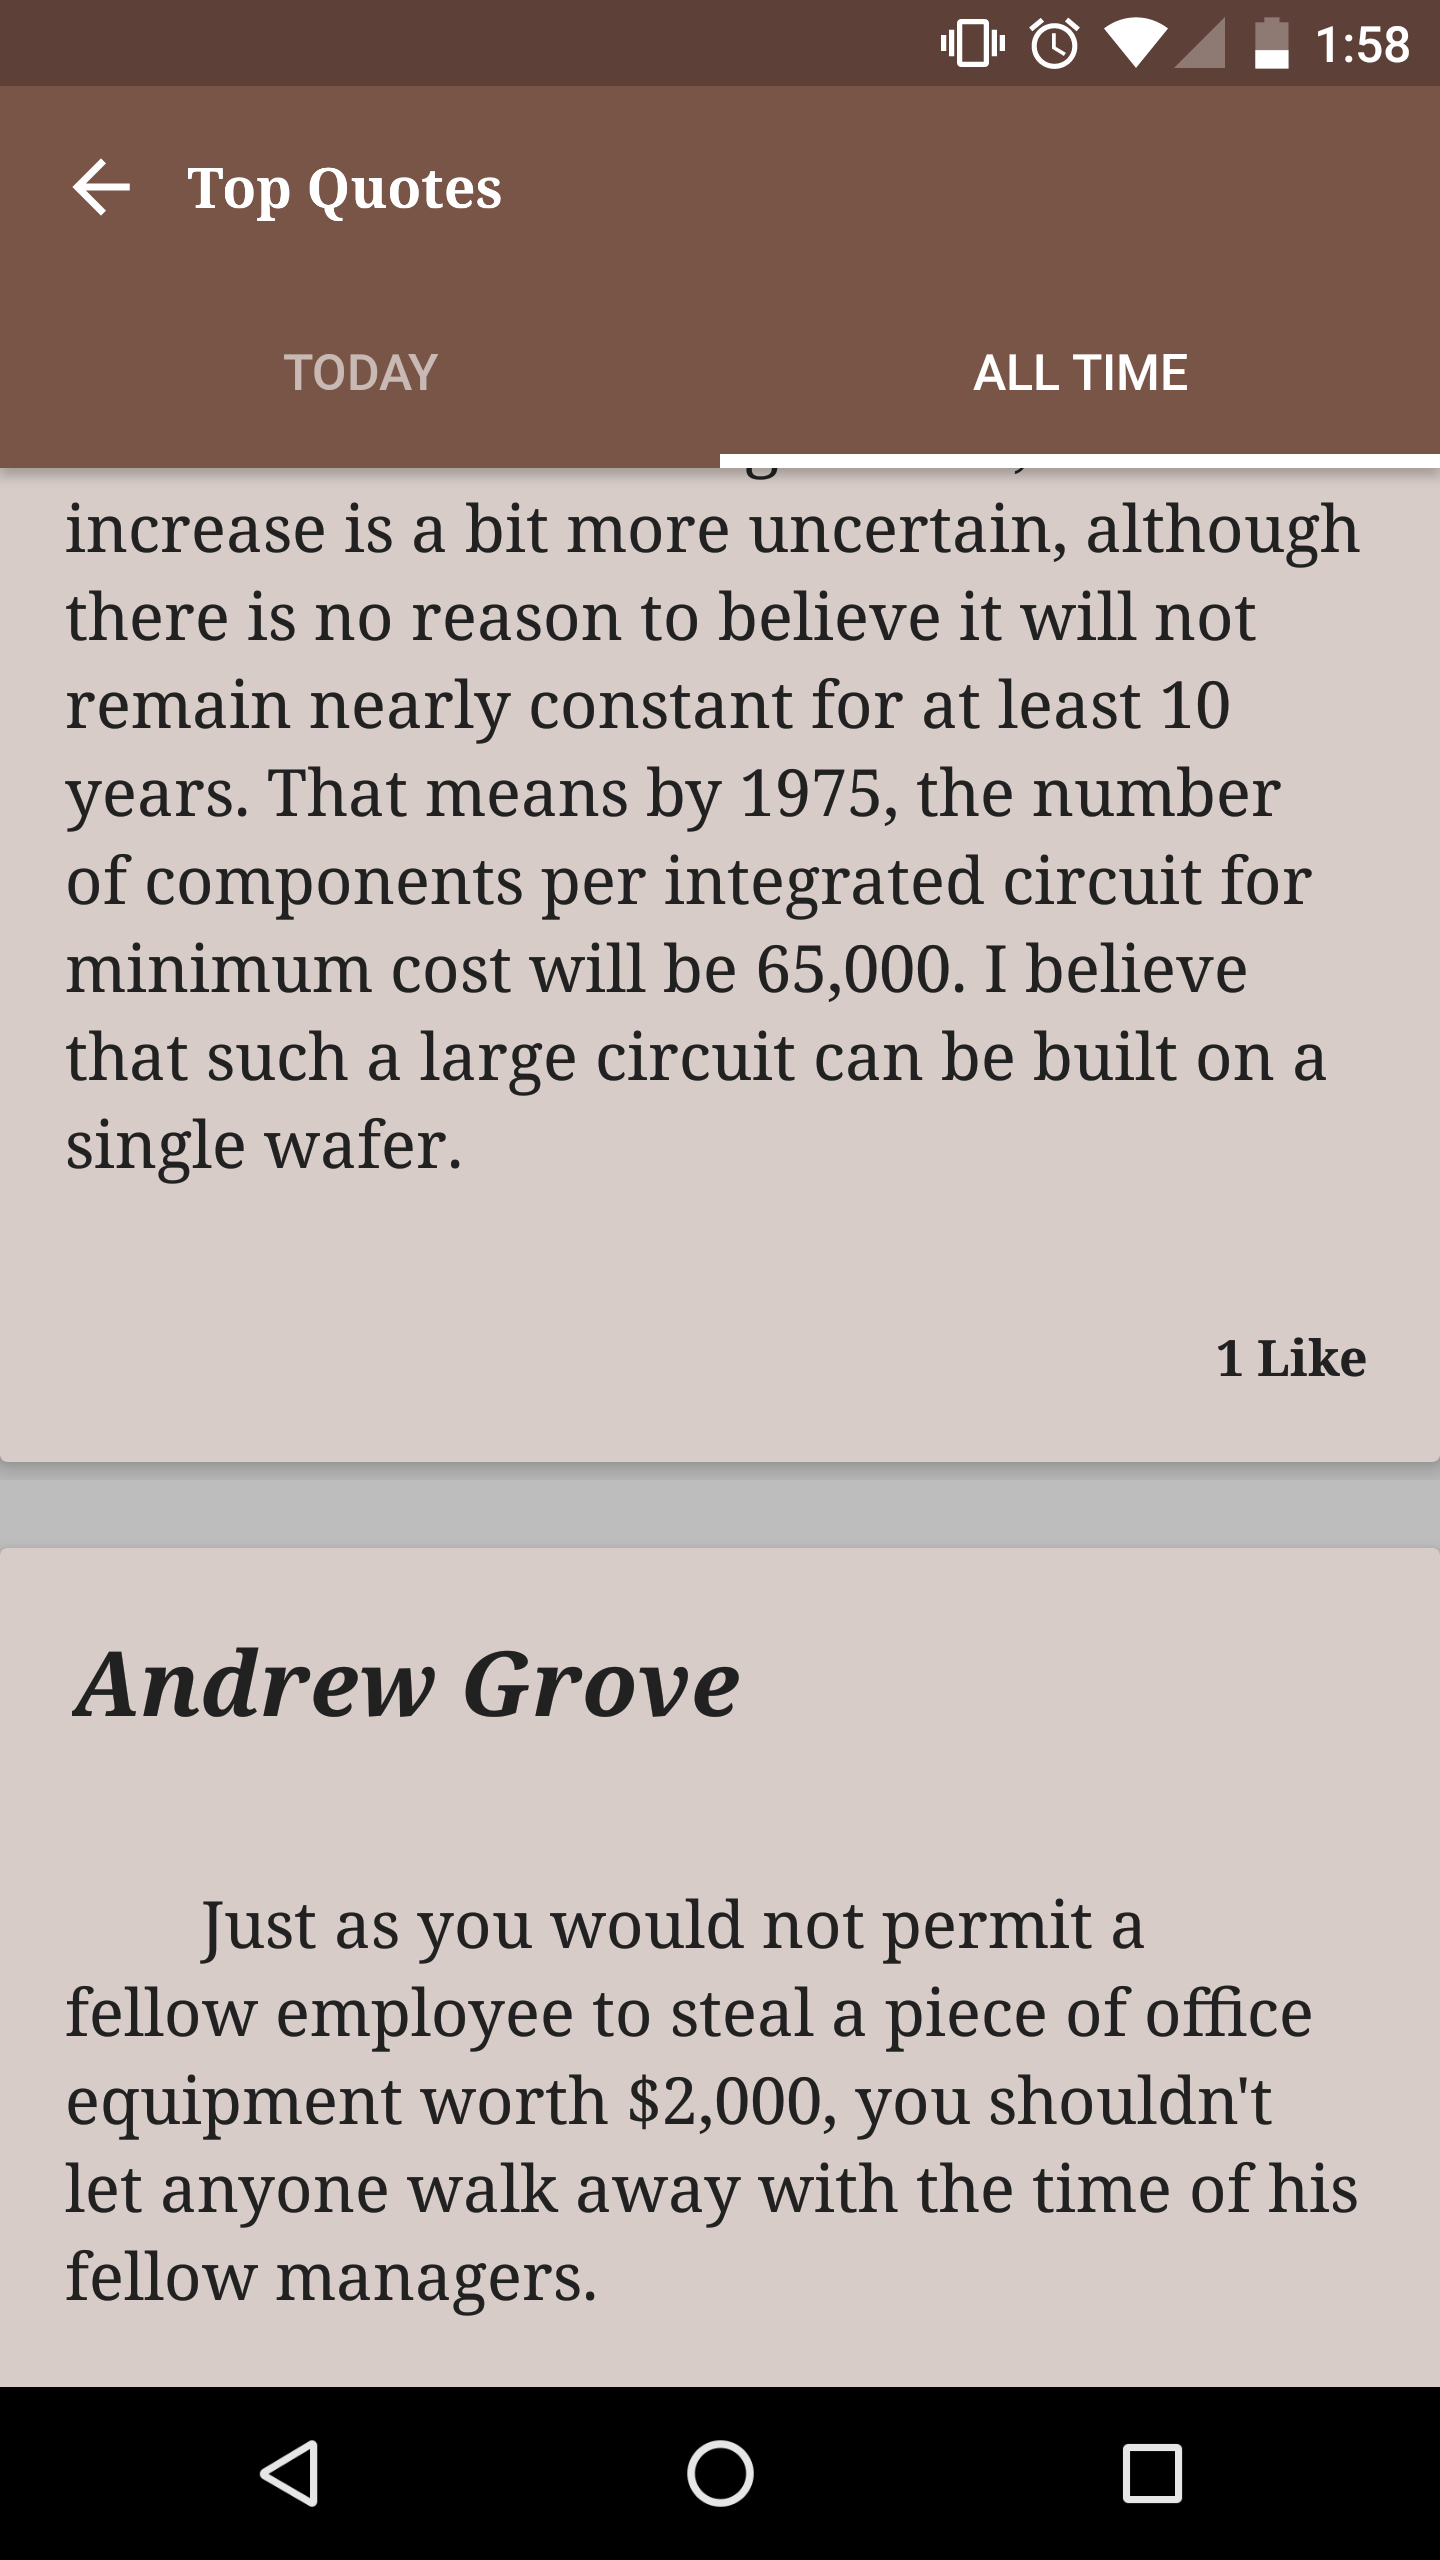 1:58
Top Quotes
TODAY
ALL TIME
increase is a bit more uncertain, although
there is no reason to believe it will not
remain nearly constant for at least 10
years. That means by 1975, the number
of components per integrated circuit for
minimum cost will be 65,000. I believe
that such a large circuit can be built on a
single wafer.
1 Like
Andrew Grove
Just as you would not permit a
fellow employee to steal a piece of office
equipment worth $2,000, you shouldn't
let anyone walk away with the time of his
fellow managers.